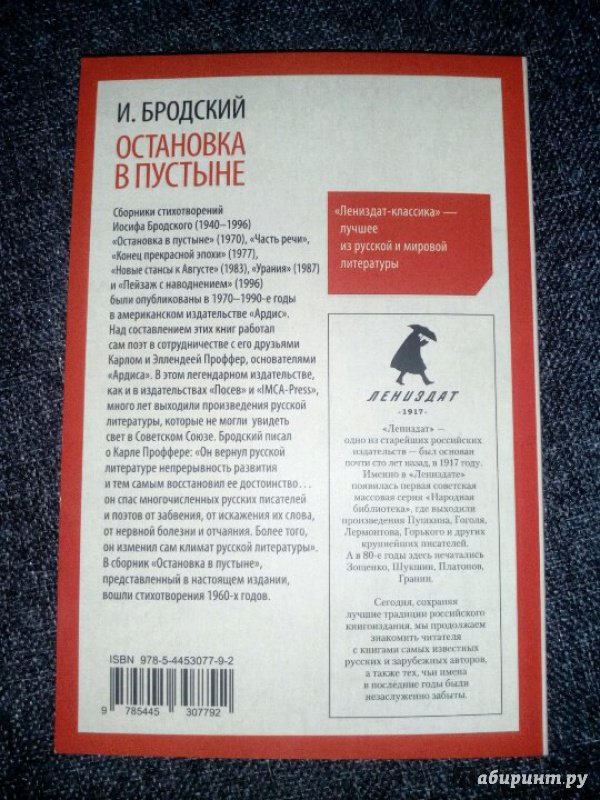 И. БРОДСКИЙ
ОСТАНОВКА
В ПУСТЫНЕ
Сборники стихотворений
Иосифа Бродского (1940–1996)
«Остановка в пустыне» (1970), «Часть речи»,
«Конец прекрасной эпохи» (1977),
«Новые стансы к Августе» (1983), «Урания» (1987)
и «Пейзаж с наводнением» (1996)
были опубликованы в 1970–1990-е годы
в американском издательстве «Ардис».
Над составлением этих книг работал
сам поэт в сотрудничестве с его друзьями
Карлом и Эллендеей Проффер, основателями
«Ардиса». В этом легендарном издательстве,
как и в издательствах «Посев» и «IMCA-Press»,
много лет выходили произведения русской
литературы, которые не могли увидеть
свет в Советском Союзе. Бродский писал
о Карле Проффере: «Он вернул русской
литературе непрерывность развития
и тем самым восстановил ее достоинство…
он спас многочисленных русских писателей
и поэтов от забвения, от искажения их слова,
от нервной болезни и отчаяния. Более того,
он изменил сам климат русской литературы».
В сборник «Остановка в пустыне»,
представленный в настоящем издании,
вошли стихотворения 1960-х годов.
ISBN 978-5-4453077-9-2
9 785445 307792
«Лениздат-классика» —
лучшее
из русской и мировой
литературы
ЛЕНИЗДАТ
-1917-
«Лениздат» —
одно из старейших российских
издательств — был основан
почти сто лет назад, в 1917 году.
Именно в «Лениздате»
появилась первая советская
массовая серия «Народная
библиотека», где выходили
произведения Пушкина, Гоголя,
Лермонтова, Горького и других
крупнейших писателей.
А в 80-е годы здесь печатались
Зощенко, Шукшин, Платонов,
Гранин.
Сегодня, сохраняя
лучшие традиции российского
книгоиздания, мы продолжаем
знакомить читателя
с книгами самых известных
русских и зарубежных авторов,
а также тех, чьи имена
в последние годы были
незаслуженно забыты.
абиринт.ру